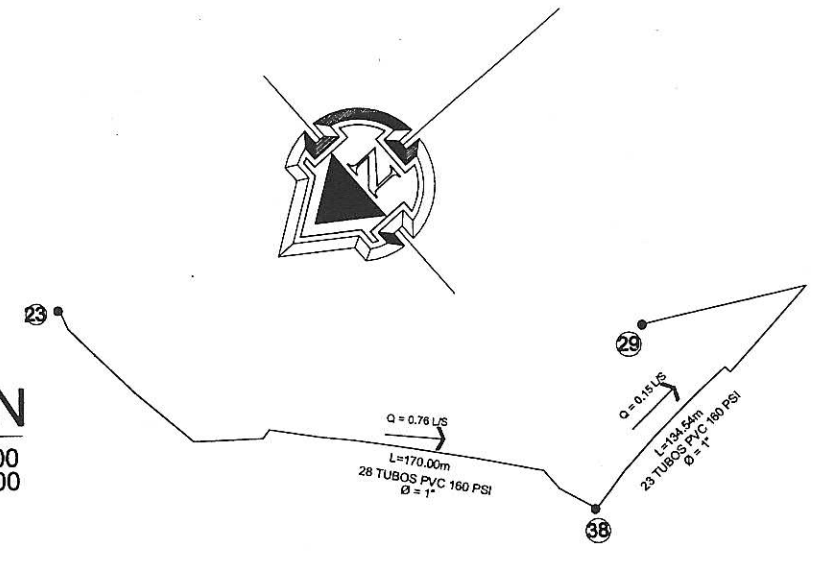 N
23
29
N
00
00
Q = 0.76 L/S
L=170.00m
28 TUBOS PVC 160 PSI
Ø = 1"
Q = 0.15 L/S
L=134.54m
23 TUBOS PVC 160 PSI
Ø = 1"
38